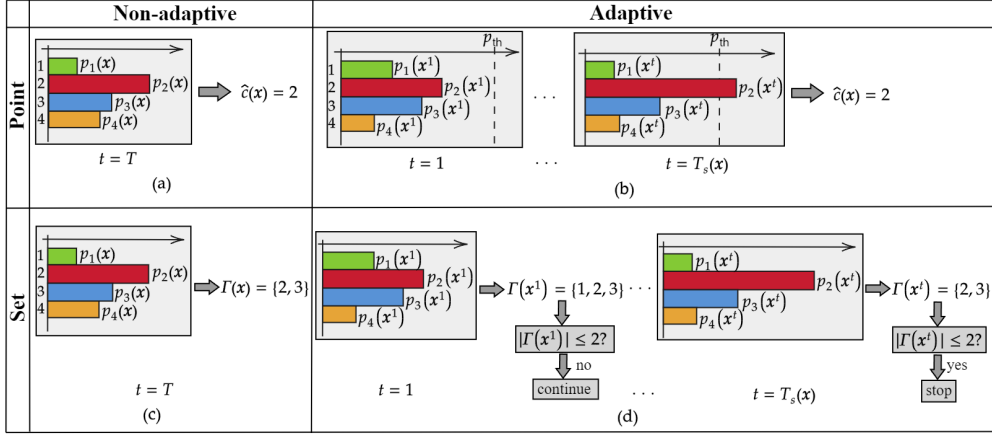 Non-adaptive
Adaptive
Point
1 p₁(x)
2 p₂(x)
3 p₃(x)
4 p₄(x)
ĉ(x) = 2
t = T
(a)
p_th
1 p₁(x¹)
2 p₂(x¹)
3 p₃(x¹)
4 p₄(x¹)
t = 1
· · ·
· · ·
p_th
p₁(xᵗ)
p₂(xᵗ)
p₃(xᵗ)
p₄(xᵗ)
ĉ(x) = 2
t = Tₛ(x)
(b)
Set
1 p₁(x)
2 p₂(x)
3 p₃(x)
4 p₄(x)
Γ(x) = {2, 3}
t = T
(c)
p₁(x¹)
p₂(x¹)
p₃(x¹)
p₄(x¹)
Γ(x¹) = {1, 2, 3} · · ·
|Γ(x¹)| ≤ 2?
no
continue
t = 1
· · ·
p₁(xᵗ)
p₂(xᵗ)
p₃(xᵗ)
p₄(xᵗ)
Γ(xᵗ) = {2, 3}
|Γ(xᵗ)| ≤ 2?
yes
stop
t = Tₛ(x)
(d)